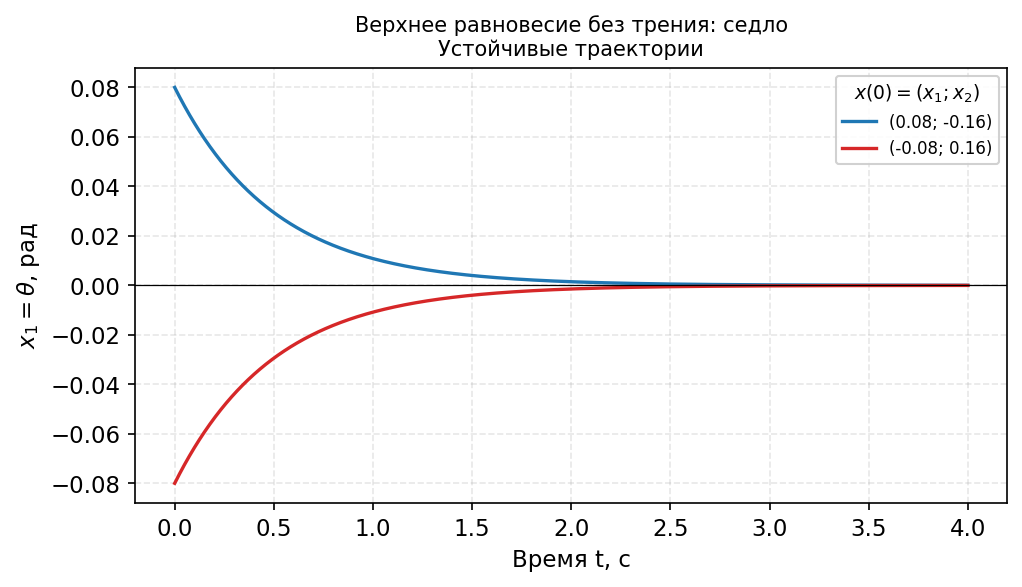 Верхнее равновесие без трения: седло
Устойчивые траектории
x(0) = (x₁; x₂)
(0.08; -0.16)
(-0.08; 0.16)
x₁ = θ, рад
0.08
0.06
0.04
0.02
0.00
−0.02
−0.04
−0.06
−0.08
0.0 0.5 1.0 1.5 2.0 2.5 3.0 3.5 4.0
Время t, с